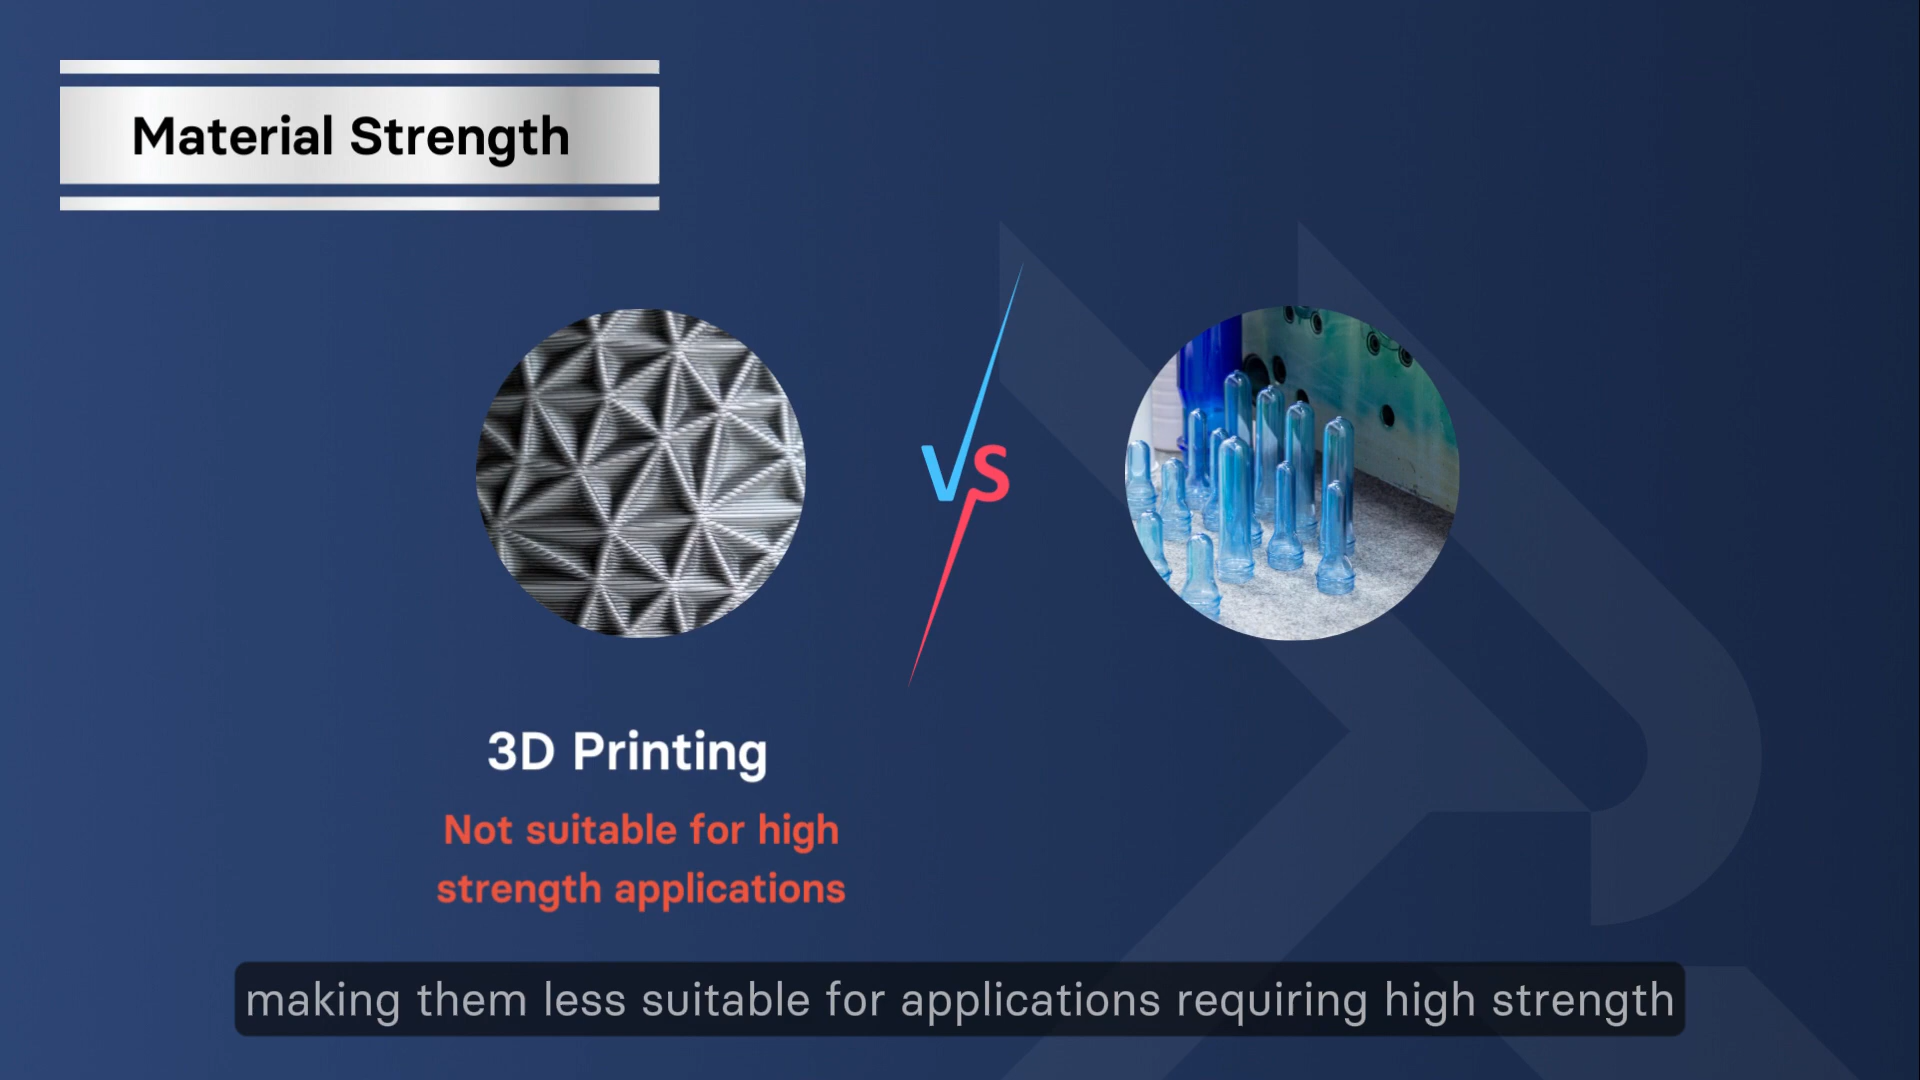 Material Strength
VS
3D Printing
Not suitable for high
strength applications
making them less suitable for applications requiring high strength